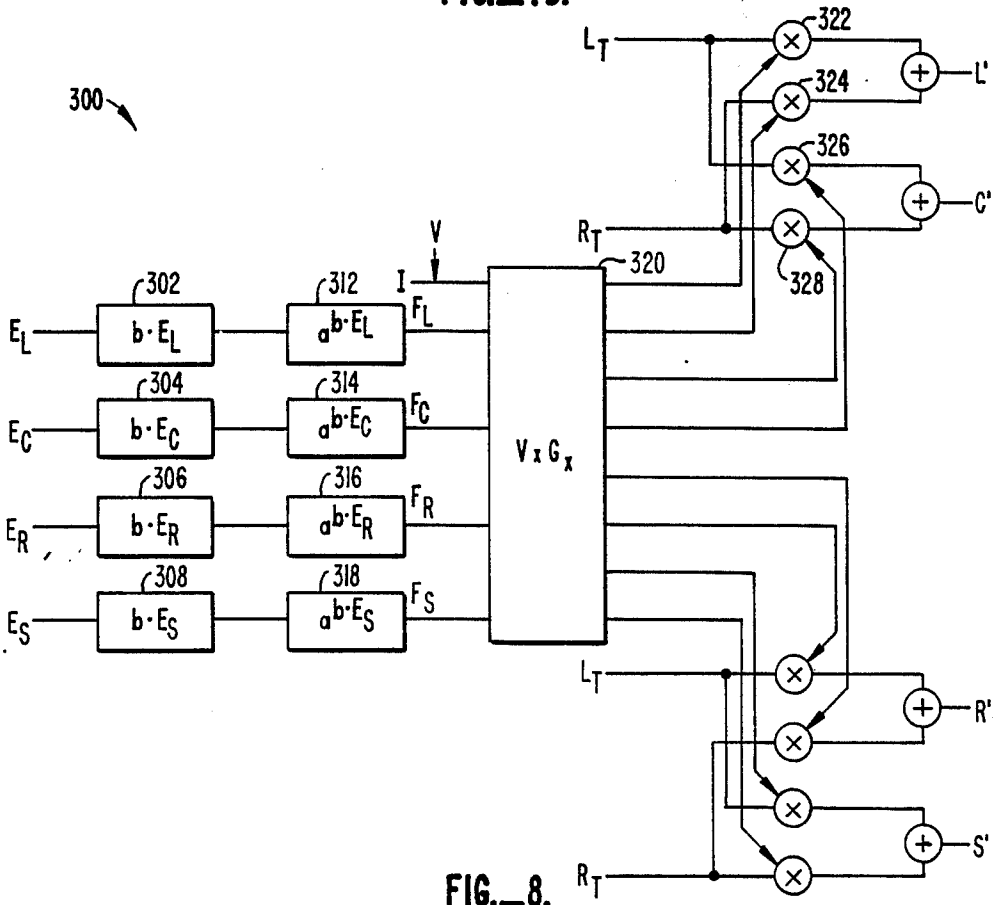 322
L_T
L'
324
300
326
C'
R_T
328
V
320
I
302
312
F_L
E_L
b·E_L
a^b·E_L
304
314
F_C
E_C
b·E_C
a^b·E_C
V x G_x
306
316
F_R
E_R
b·E_R
a^b·E_R
308
318
F_S
E_S
b·E_S
a^b·E_S
L_T
R'
S'
R_T
FIG._8.